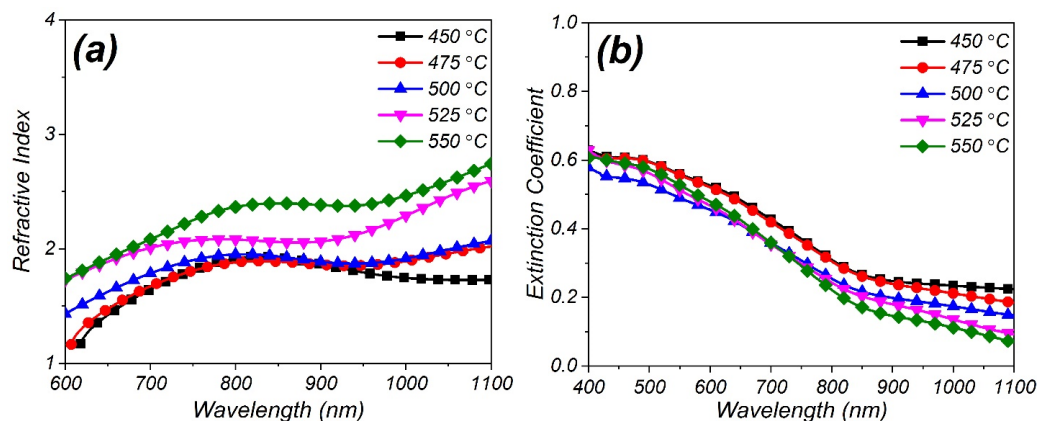 (a)
450 °C
475 °C
500 °C
525 °C
550 °C
4
3
2
1
Refractive Index
600 700 800 900 1000 1100
Wavelength (nm)
(b)
450 °C
475 °C
500 °C
525 °C
550 °C
1.0
0.8
0.6
0.4
0.2
0.0
Extinction Coefficient
400 500 600 700 800 900 1000 1100
Wavelength (nm)